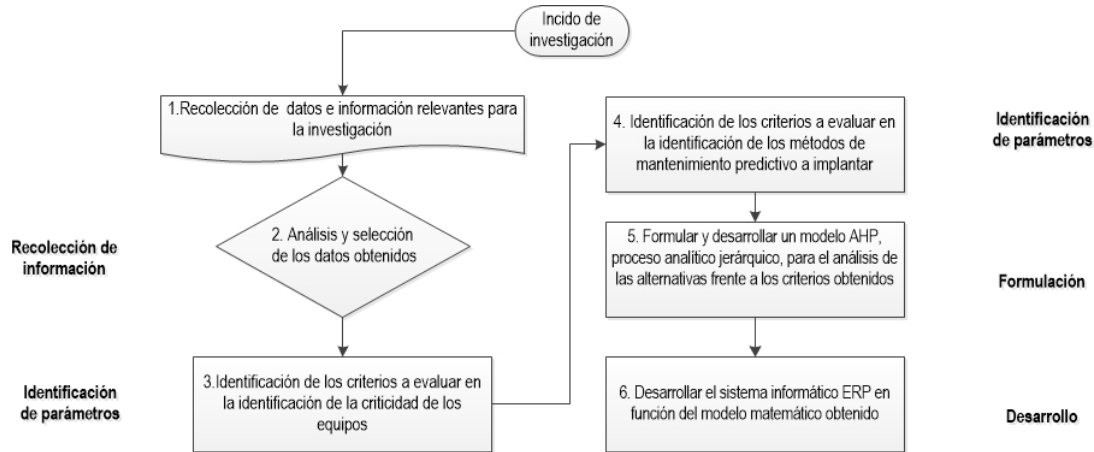 Incido de
investigación
1.Recolección de datos e información relevantes para
la investigación
2. Análisis y selección
de los datos obtenidos
Recolección de
información
3.Identificación de los criterios a evaluar en
la identificación de la criticidad de los
equipos
Identificación
de parámetros
4. Identificación de los criterios a evaluar en
la identificación de los métodos de
mantenimiento predictivo a implantar
Identificación
de parámetros
5. Formular y desarrollar un modelo AHP,
proceso analítico jerárquico, para el análisis de
las alternativas frente a los criterios obtenidos
Formulación
6. Desarrollar el sistema informático ERP en
función del modelo matemático obtenido
Desarrollo